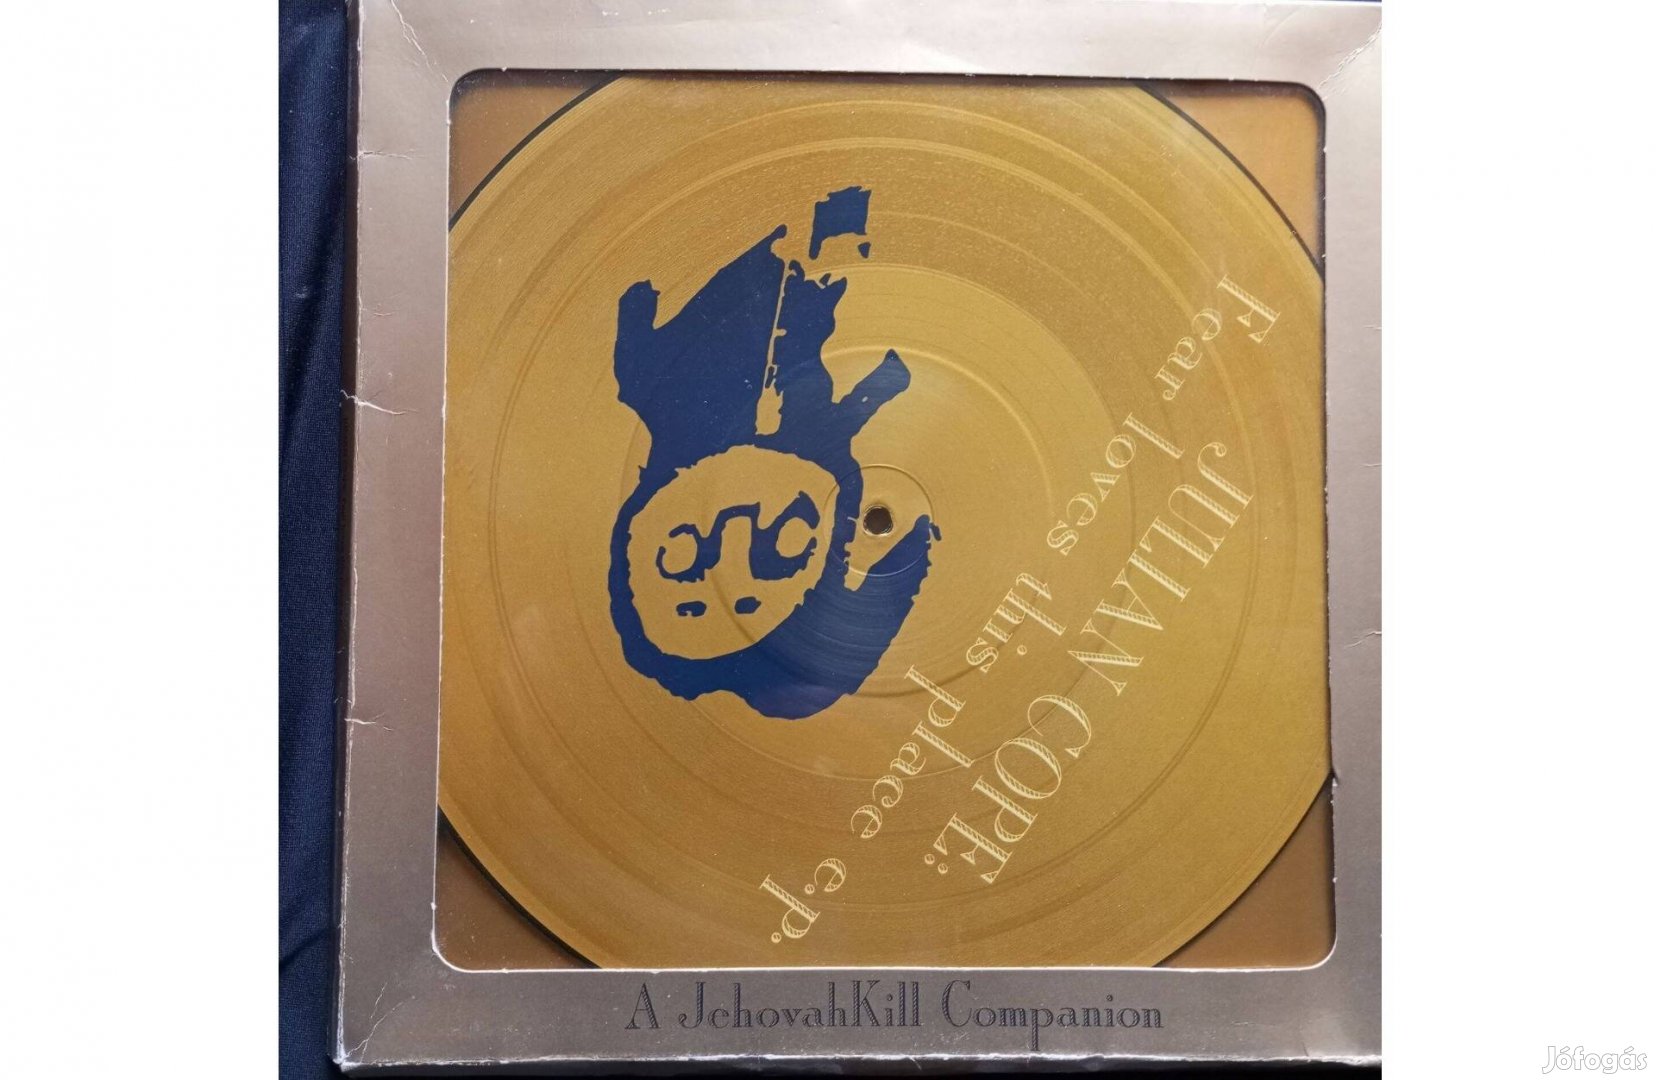 JULIAN COPE:
Fear loves this place e.p.
A JehovahKill Companion
Jófogás